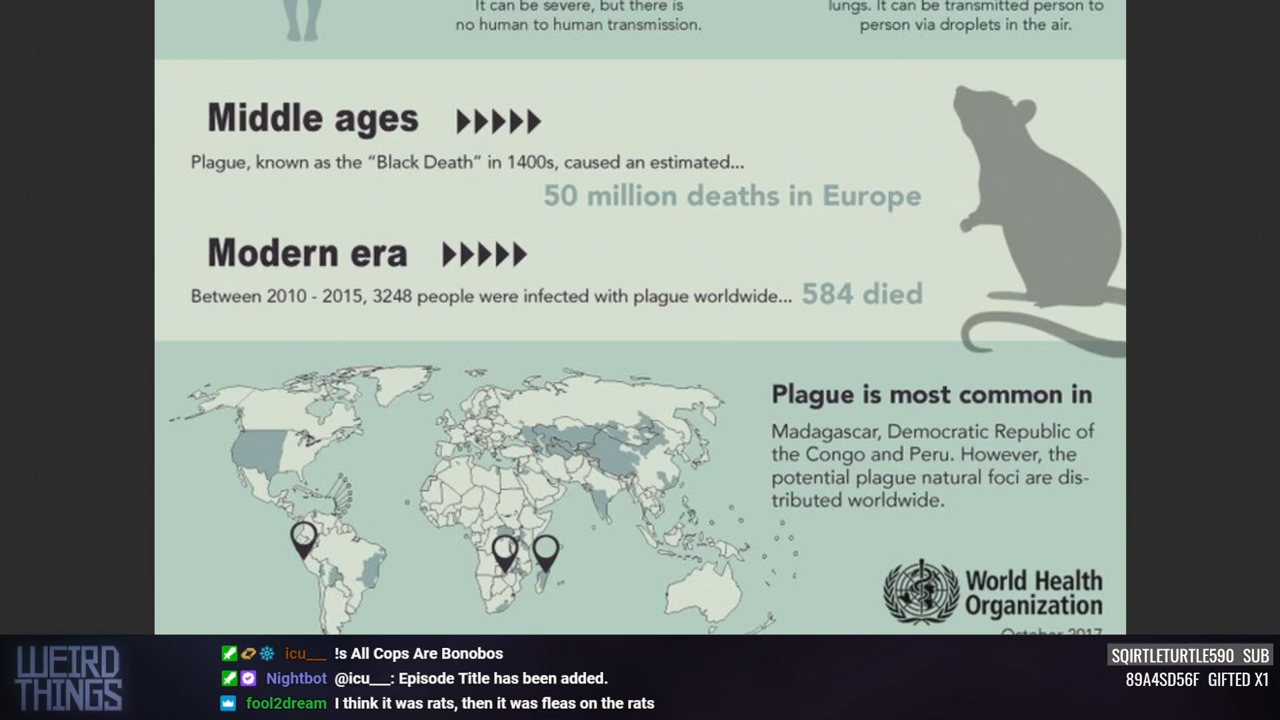 It can be severe, but there is
no human to human transmission.
lungs. It can be transmitted person to
person via droplets in the air.
Middle ages
Plague, known as the “Black Death” in 1400s, caused an estimated...
50 million deaths in Europe
Modern era
Between 2010 - 2015, 3248 people were infected with plague worldwide... 584 died
Plague is most common in
Madagascar, Democratic Republic of
the Congo and Peru. However, the
potential plague natural foci are dis-
tributed worldwide.
World Health
Organization
October 2017
WEIRD
THINGS
icu__ !s All Cops Are Bonobos
Nightbot @icu__: Episode Title has been added.
fool2dream I think it was rats, then it was fleas on the rats
SQIRTLETURTLE590 SUB
89A4SD56F GIFTED X1